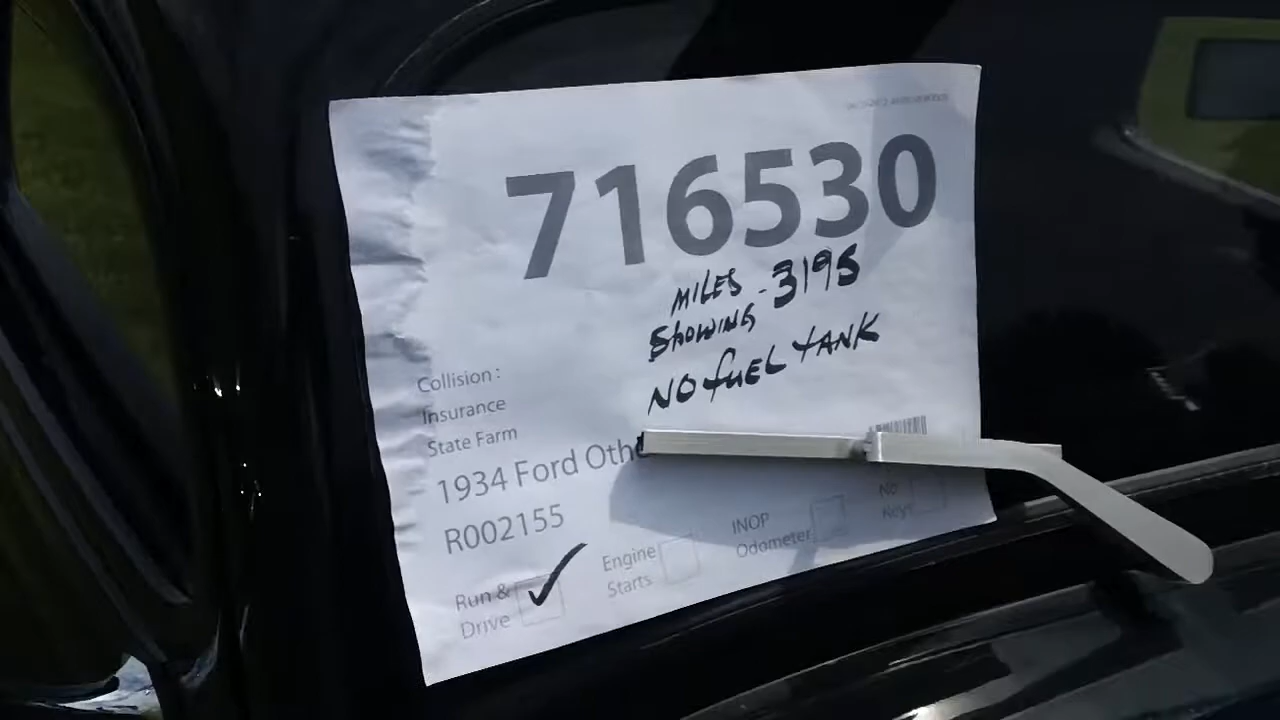 716530
MILES - 3195
SHOWING
NO FUEL TANK
Collision :
Insurance
State Farm
1934 Ford Othe
R002155
Run & Drive
Engine Starts
INOP Odometer
No Keys